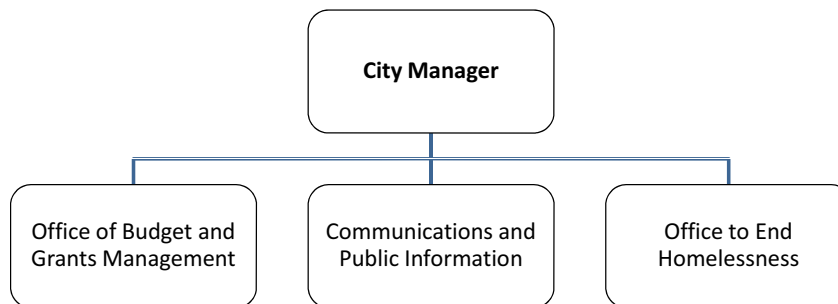 City Manager
Office of Budget and
Grants Management
Communications and
Public Information
Office to End
Homelessness